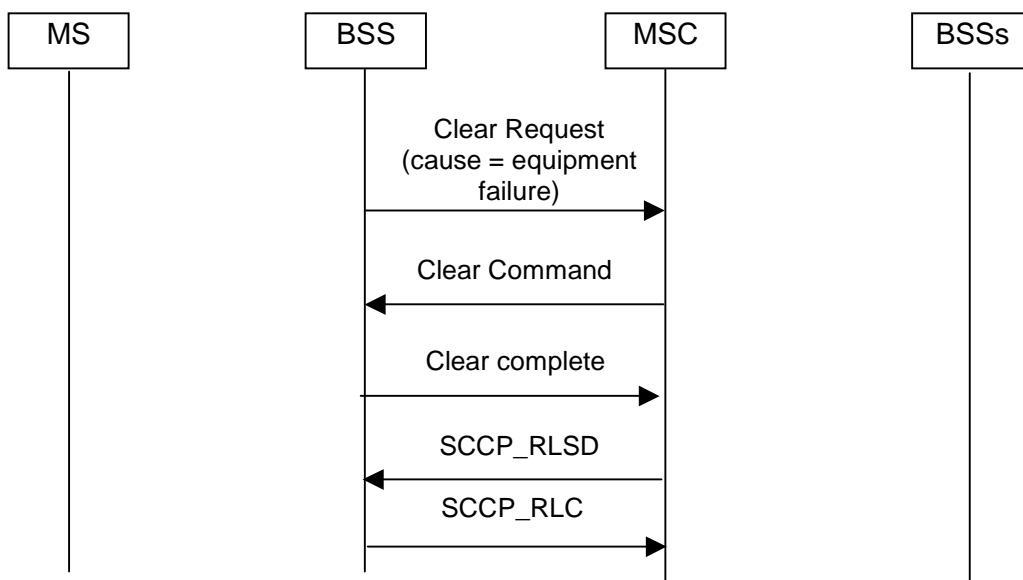 MS
BSS
MSC
BSSs
Clear Request
(cause = equipment
failure)
Clear Command
Clear complete
SCCP_RLSD
SCCP_RLC